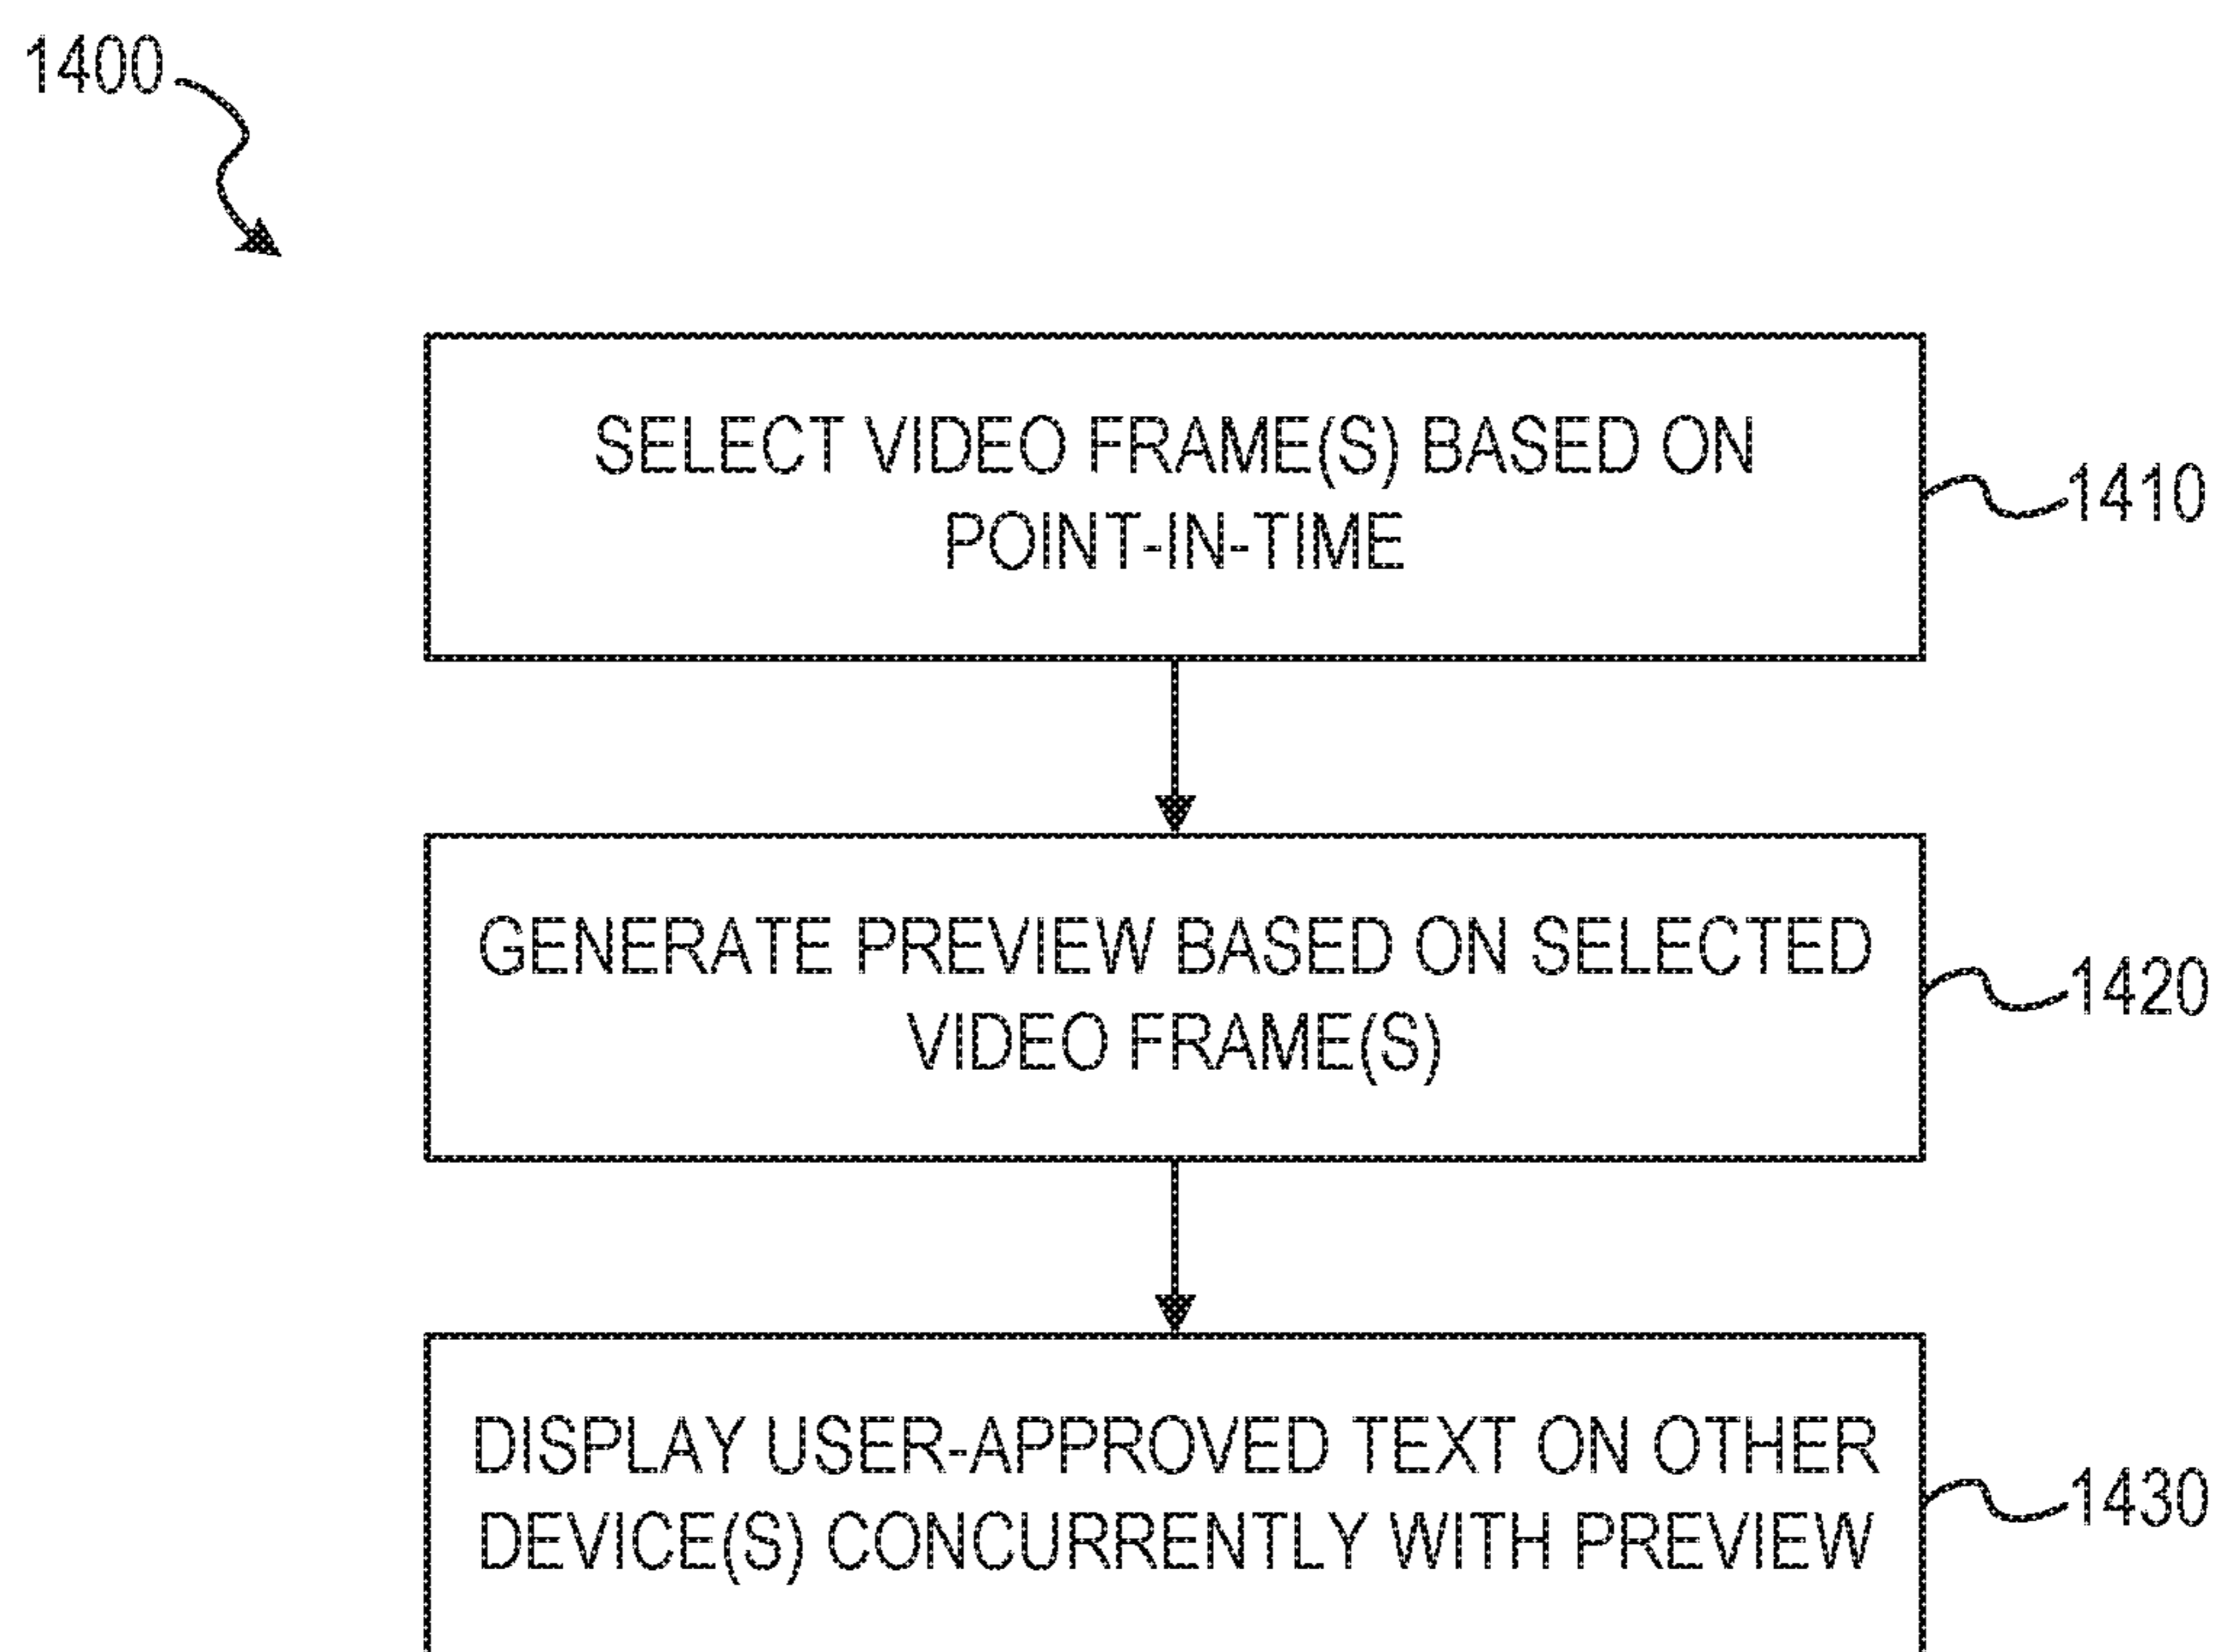 1400
SELECT VIDEO FRAME(S) BASED ON
POINT-IN-TIME
1410
GENERATE PREVIEW BASED ON SELECTED
VIDEO FRAME(S)
1420
DISPLAY USER-APPROVED TEXT ON OTHER
DEVICE(S) CONCURRENTLY WITH PREVIEW
1430